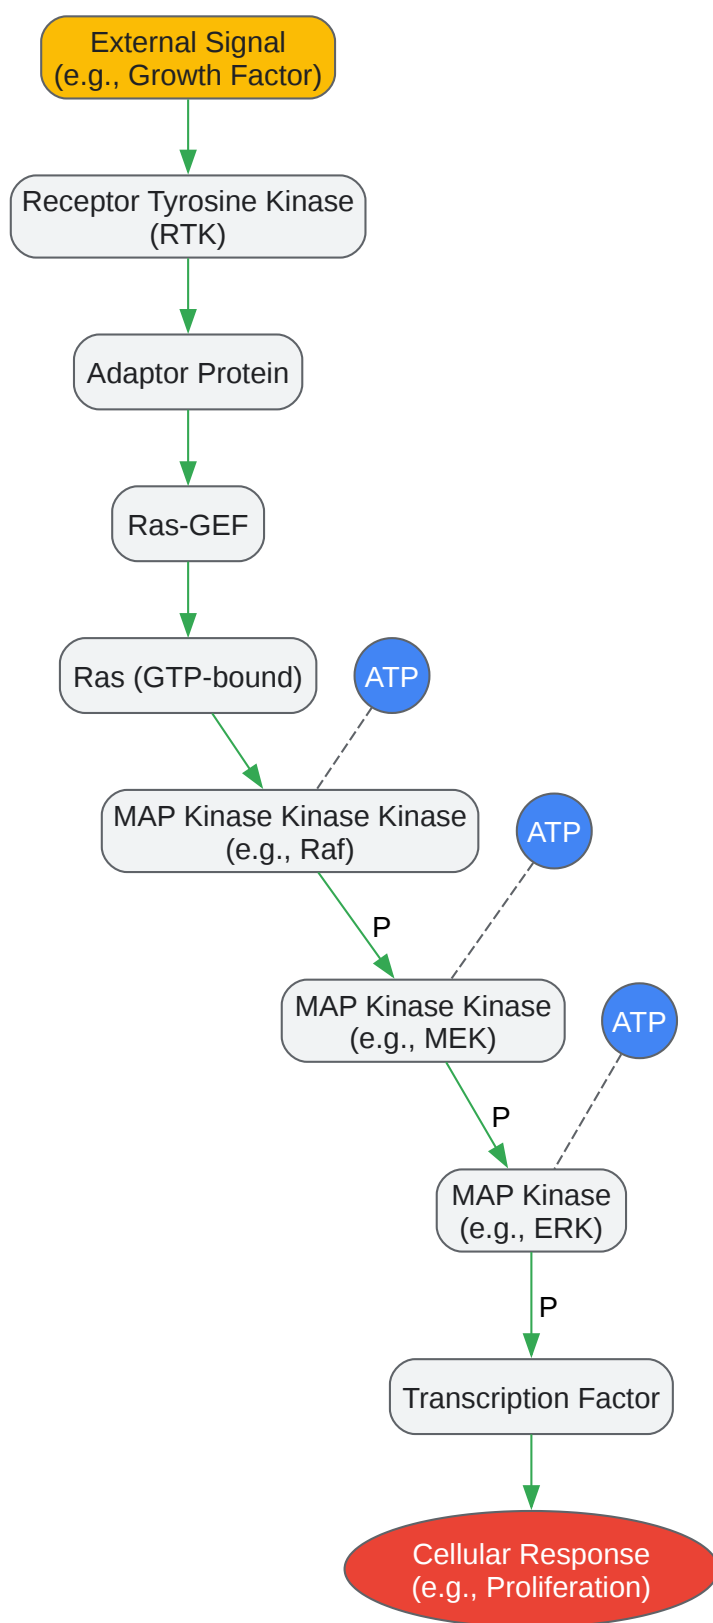 External Signal
(e.g., Growth Factor)
Receptor Tyrosine Kinase
(RTK)
Adaptor Protein
Ras-GEF
Ras (GTP-bound)
ATP
MAP Kinase Kinase Kinase
(e.g., Raf)
ATP
P
MAP Kinase Kinase
(e.g., MEK)
ATP
P
MAP Kinase
(e.g., ERK)
P
Transcription Factor
Cellular Response
(e.g., Proliferation)